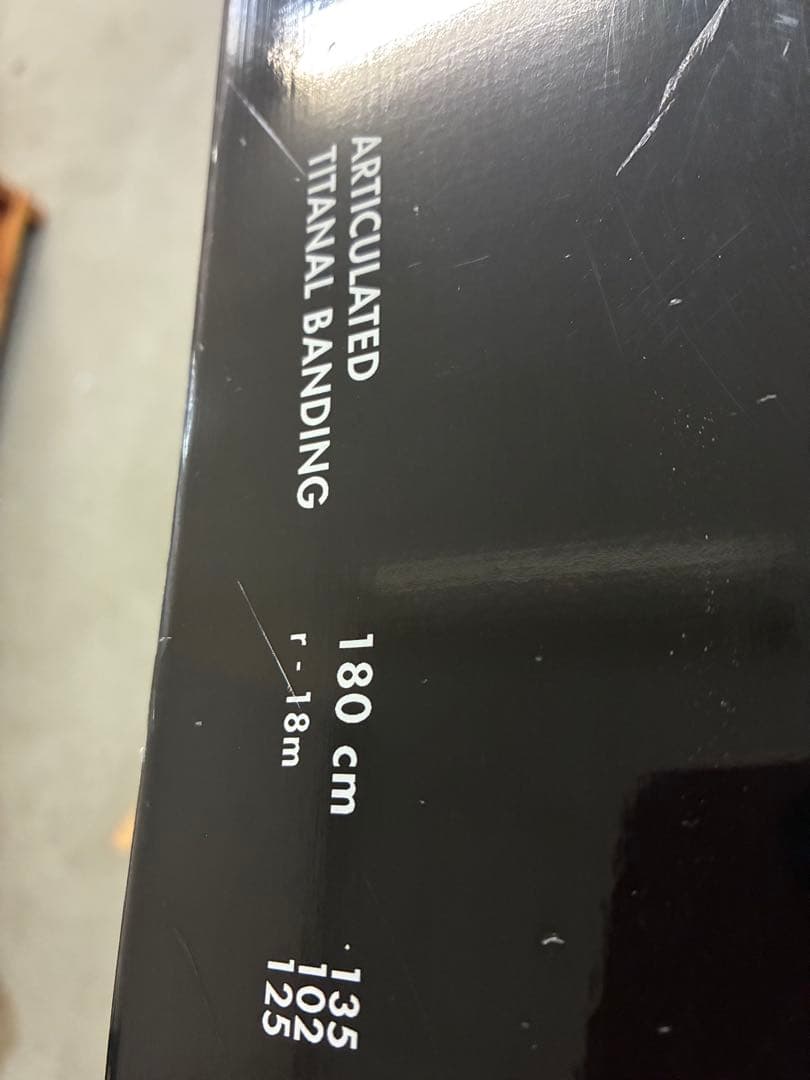 ARTICULATED
TITANAL BANDING
180 cm
r - 18m
135
102
125